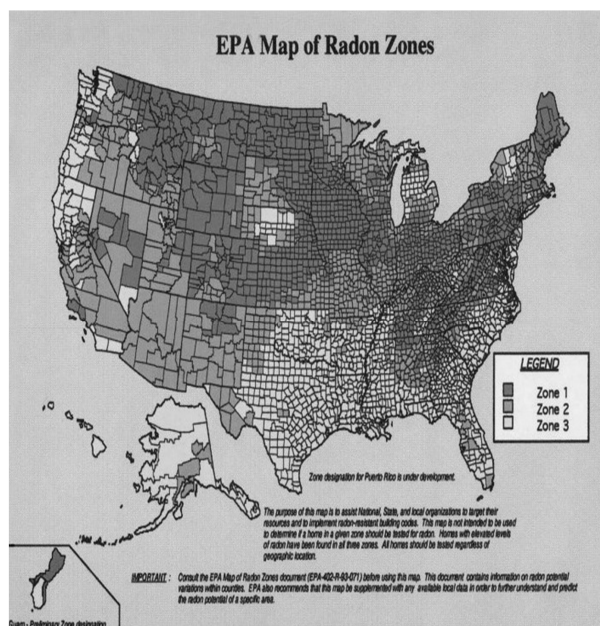 EPA Map of Radon Zones
LEGEND
Zone 1
Zone 2
Zone 3
Zone designation for Puerto Rico is under development.
The purpose of this map is to assist National, State, and local organizations to target their
resources and to implement radon-resistant building codes. This map is not intended to be used
to determine if a home in a given zone should be tested for radon. Homes with elevated levels
of radon have been found in all three zones. All homes should be tested regardless of
geographic location.
IMPORTANT : Consult the EPA Map of Radon Zones document (EPA-402-R-93-071) before using this map. This document contains information on radon potential
variations within counties. EPA also recommends that this map be supplemented with any available local data in order to further understand and predict
the radon potential of a specific area.
Guam - Preliminary Zone designation